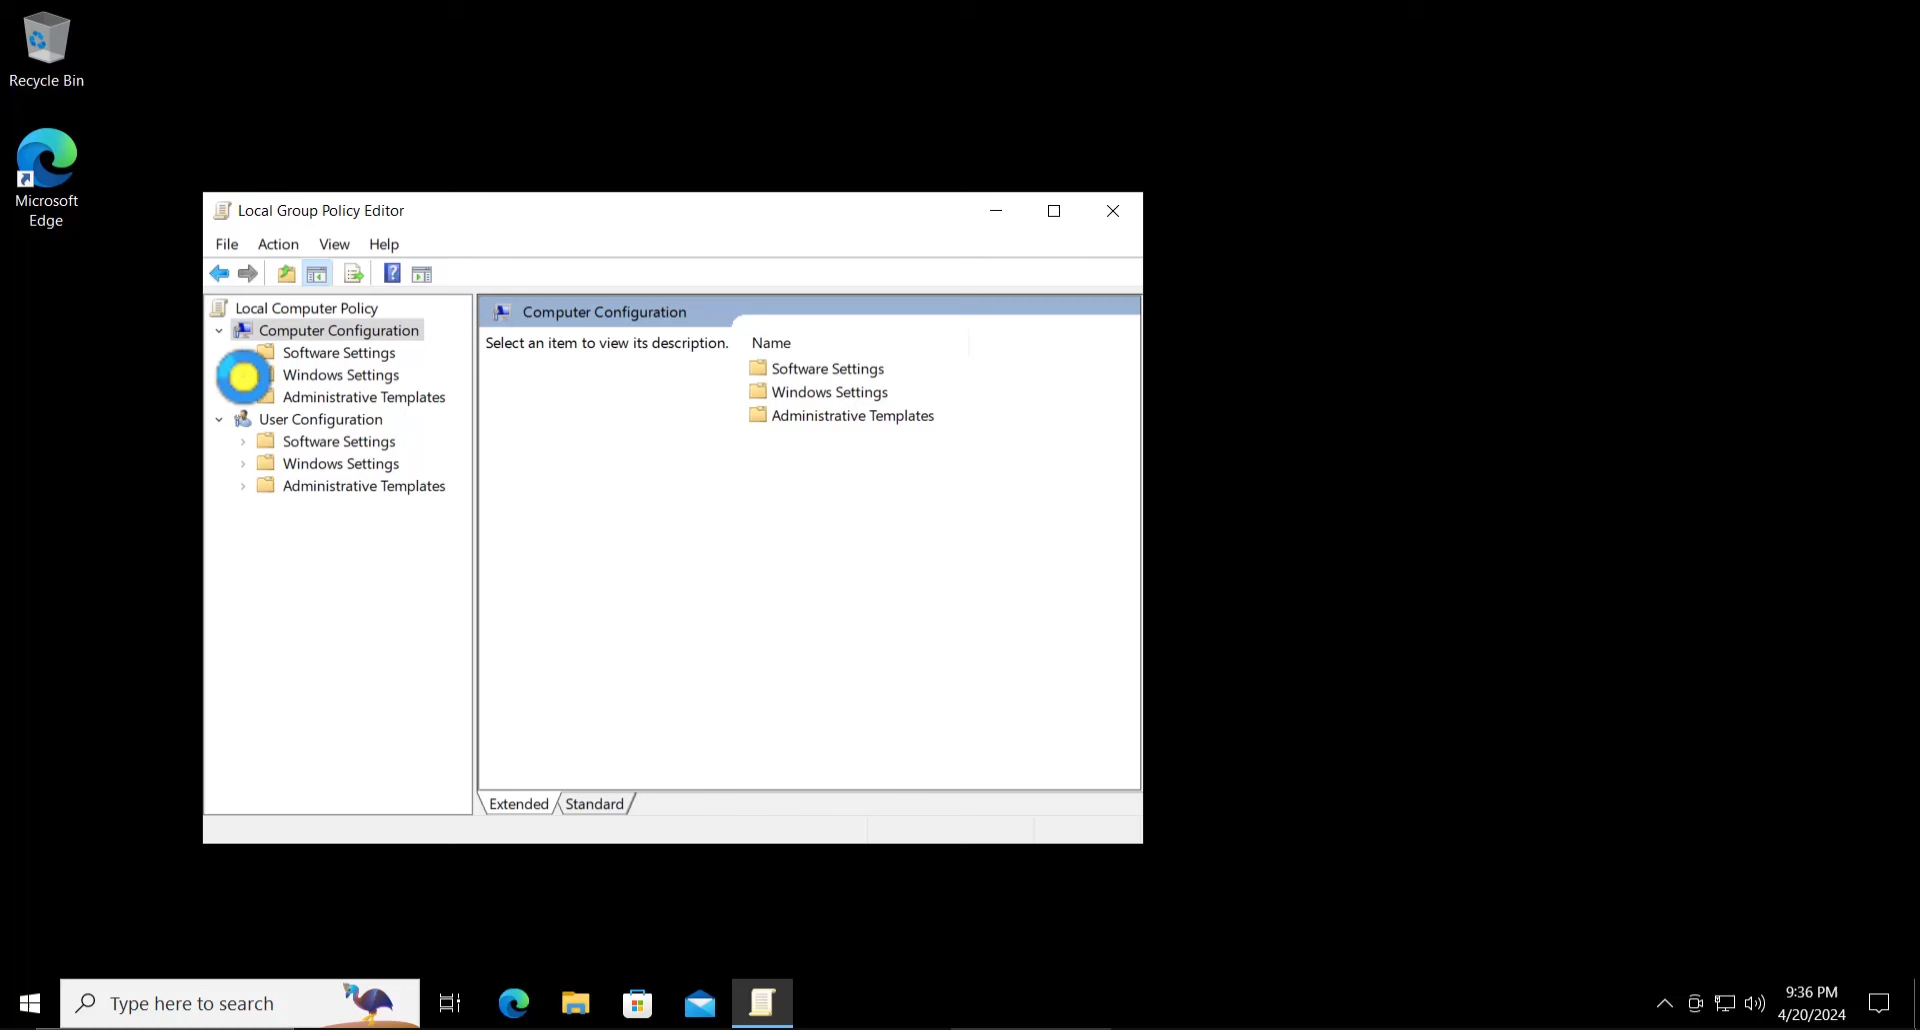 Recycle Bin
Microsoft
Edge
Local Group Policy Editor
File Action View Help
Local Computer Policy
Computer Configuration
Software Settings
Windows Settings
Administrative Templates
User Configuration
Software Settings
Windows Settings
Administrative Templates
Computer Configuration
Select an item to view its description.
Name
Software Settings
Windows Settings
Administrative Templates
Extended Standard
Type here to search
9:36 PM
4/20/2024